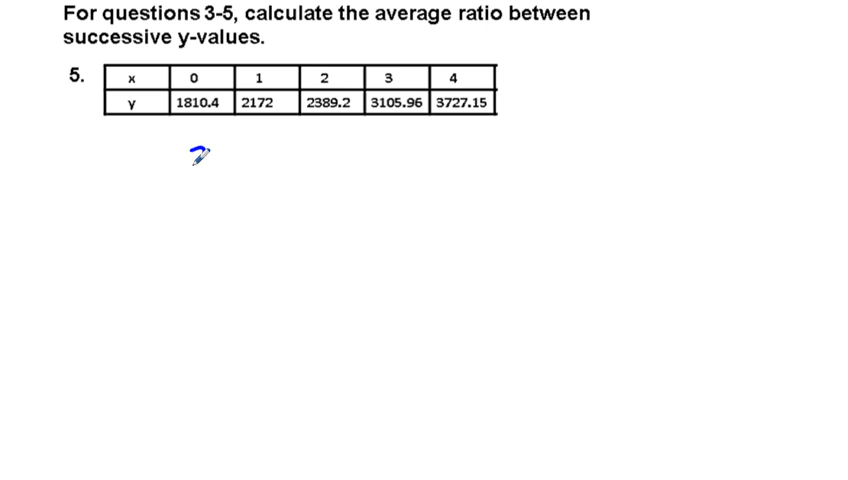 For questions 3-5, calculate the average ratio between
successive y-values.
5.
x 0 1 2 3 4
y 1810.4 2172 2389.2 3105.96 3727.15